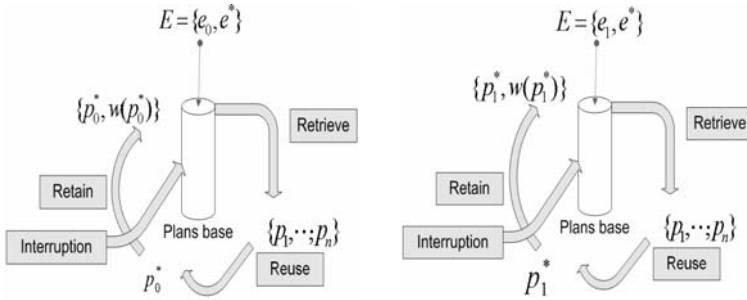 E = {e₀, e*}
{p₀*, w(p₀*)}
Retrieve
Retain
Plans base
{p₁,··;pₙ}
Interruption
Reuse
p₀*
E = {e₁, e*}
{p₁*, w(p₁*)}
Retrieve
Retain
Plans base
{p₁,··;pₙ}
Interruption
Reuse
p₁*